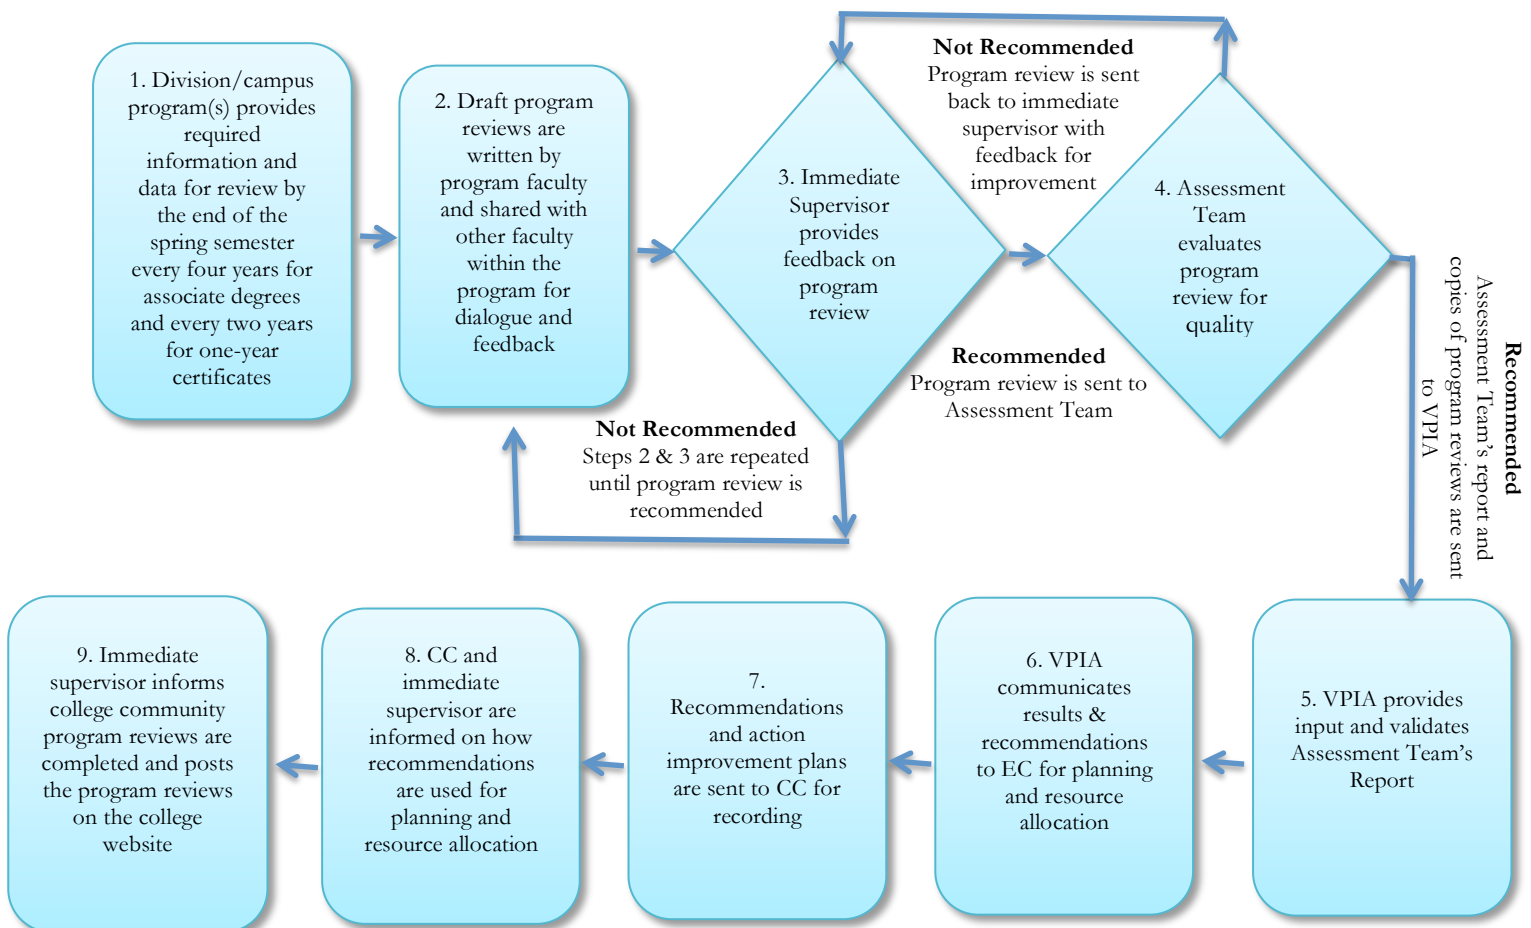 1. Division/campus
program(s) provides
required
information and
data for review by
the end of the
spring semester
every four years for
associate degrees
and every two years
for one-year
certificates
2. Draft program
reviews are
written by
program faculty
and shared with
other faculty
within the
program for
dialogue and
feedback
3. Immediate
Supervisor
provides
feedback on
program
review
Not Recommended
Program review is sent
back to immediate
supervisor with
feedback for
improvement
4. Assessment
Team
evaluates
program
review for
quality
Recommended
Program review is sent to
Assessment Team
Not Recommended
Steps 2 & 3 are repeated
until program review is
recommended
Recommended
Assessment Team’s report and
copies of program reviews are sent
to VPIA
5. VPIA provides
input and validates
Assessment Team’s
Report
6. VPIA
communicates
results &
recommendations
to EC for planning
and resource
allocation
7.
Recommendations
and action
improvement plans
are sent to CC for
recording
8. CC and
immediate
supervisor are
informed on how
recommendations
are used for
planning and
resource allocation
9. Immediate
supervisor informs
college community
program reviews are
completed and posts
the program reviews
on the college
website